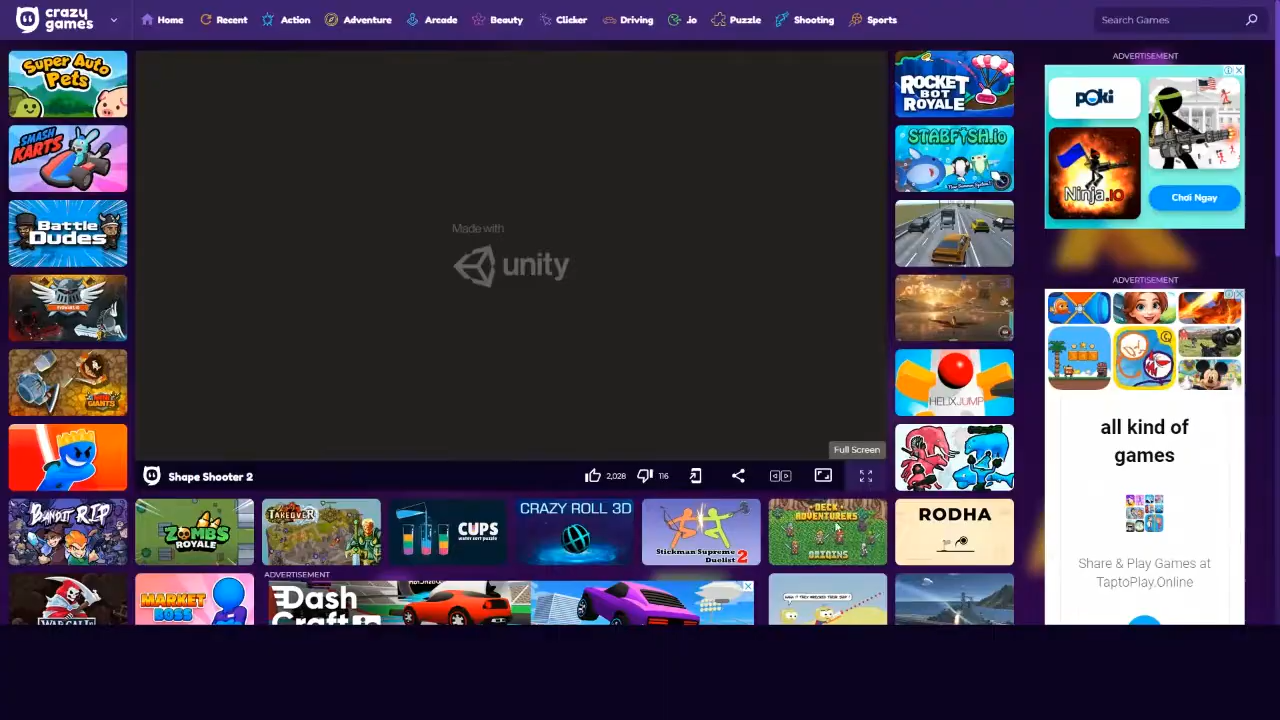 crazy games
Home
Recent
Action
Adventure
Arcade
Beauty
Clicker
Driving
.io
Puzzle
Shooting
Sports
Search Games
Super Auto Pets
SMASH KARTS
Battle Dudes
Made with
unity
Full Screen
Shape Shooter 2
2,028
116
ROCKET BOT ROYALE
STABFISH.io
HELIX JUMP
ADVERTISEMENT
POKI
Ninja.IO
Chơi Ngay
ADVERTISEMENT
all kind of
games
Share & Play Games at
TaptoPlay.Online
BANDIT RIP
ZOMBS ROYALE
TAKEOVER
CUPS
WATER SORT PUZZLE
CRAZY ROLL 3D
Stickman Supreme
Duelist 2
DECK ADVENTURERS
ORIGINS
RODHA
MARKET BOSS
ADVERTISEMENT
Dash
Craft.io